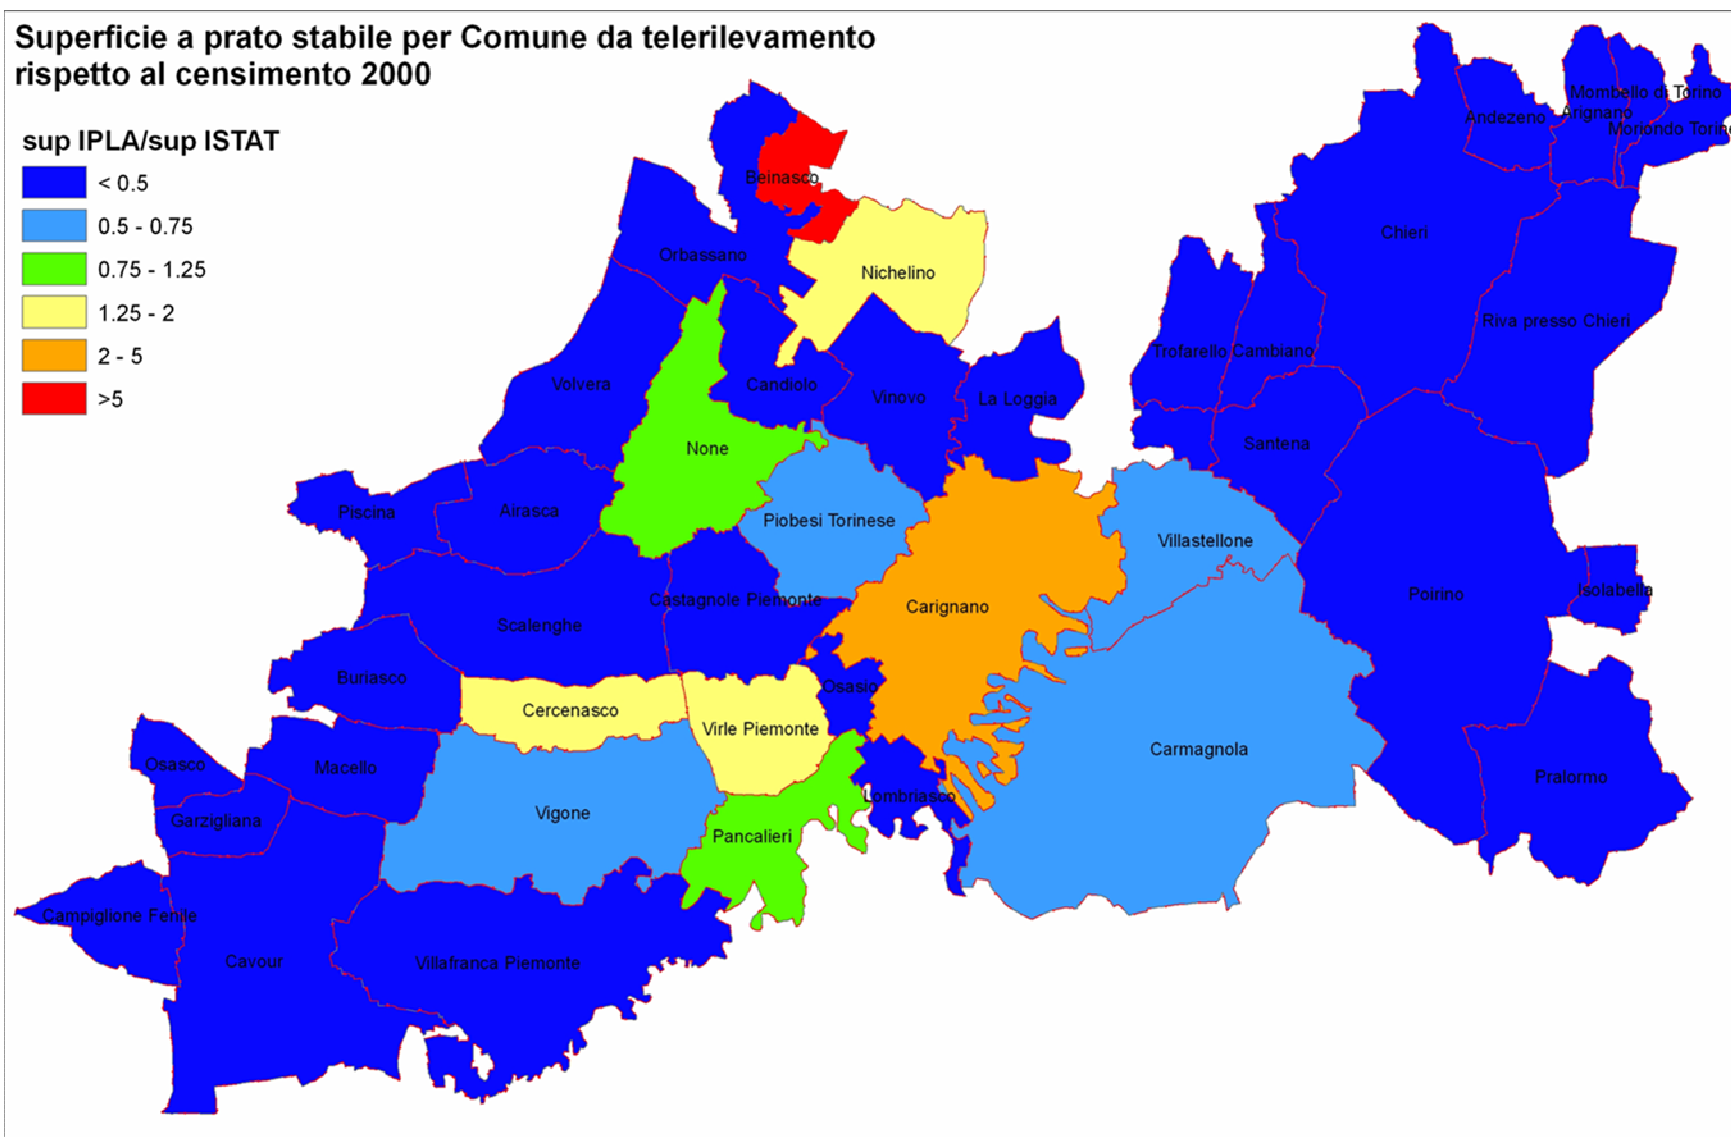 Superficie a prato stabile per Comune da telerilevamento
rispetto al censimento 2000
sup IPLA/sup ISTAT
< 0.5
0.5 - 0.75
0.75 - 1.25
1.25 - 2
2 - 5
>5
Mombello di Torino
Andezeno
Arignano
Moriondo Torin
Beinasco
Chieri
Orbassano
Nichelino
Riva presso Chieri
Trofarello
Cambiano
Volvera
Candiolo
Vinovo
La Loggia
None
Santena
Piscina
Airasca
Piobesi Torinese
Villastellone
Castagnole Piemonte
Carignano
Poirino
Isolabella
Scalenghe
Buriasco
Osasio
Cercenasco
Virle Piemonte
Carmagnola
Osasco
Macello
Pralormo
Garzigliana
Vigone
Lombriasco
Pancalieri
Campiglione Fenile
Cavour
Villafranca Piemonte